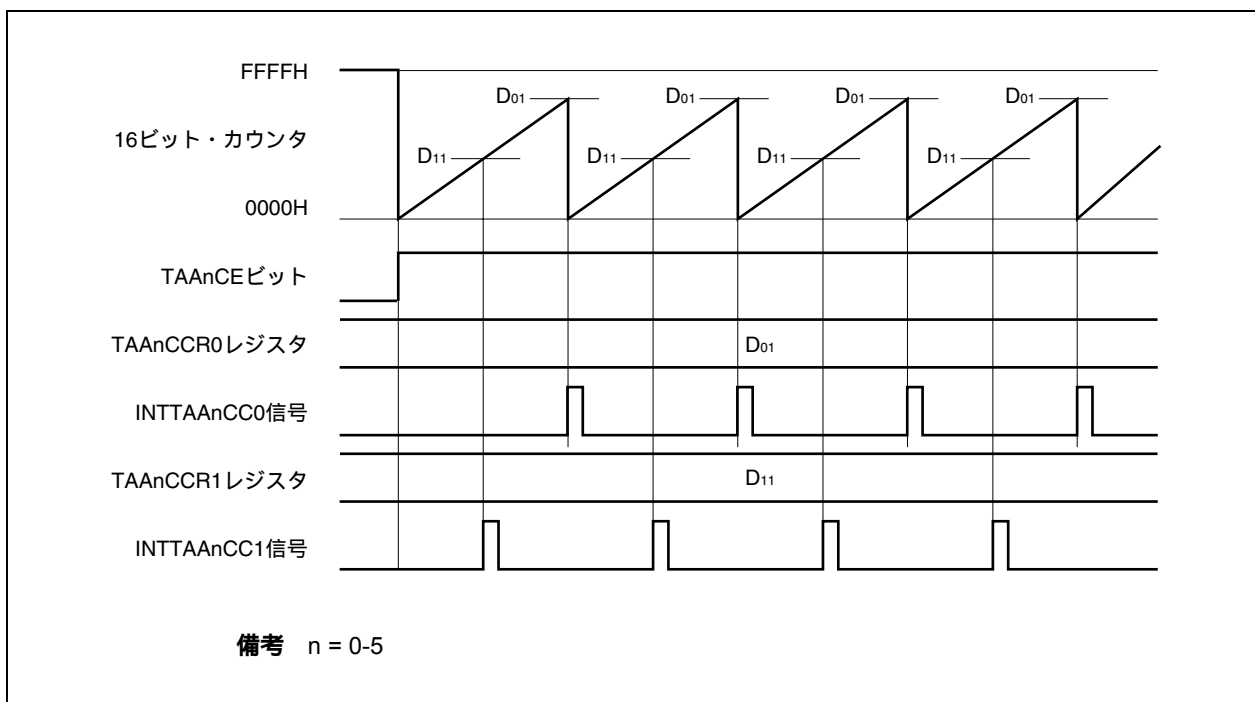 FFFFH
D01 D01 D01 D01
16ビット・カウンタ
D11 D11 D11 D11
0000H
TAAnCEビット
TAAnCCR0レジスタ
D01
INTTAAnCC0信号
TAAnCCR1レジスタ
D11
INTTAAnCC1信号
備考 n = 0-5